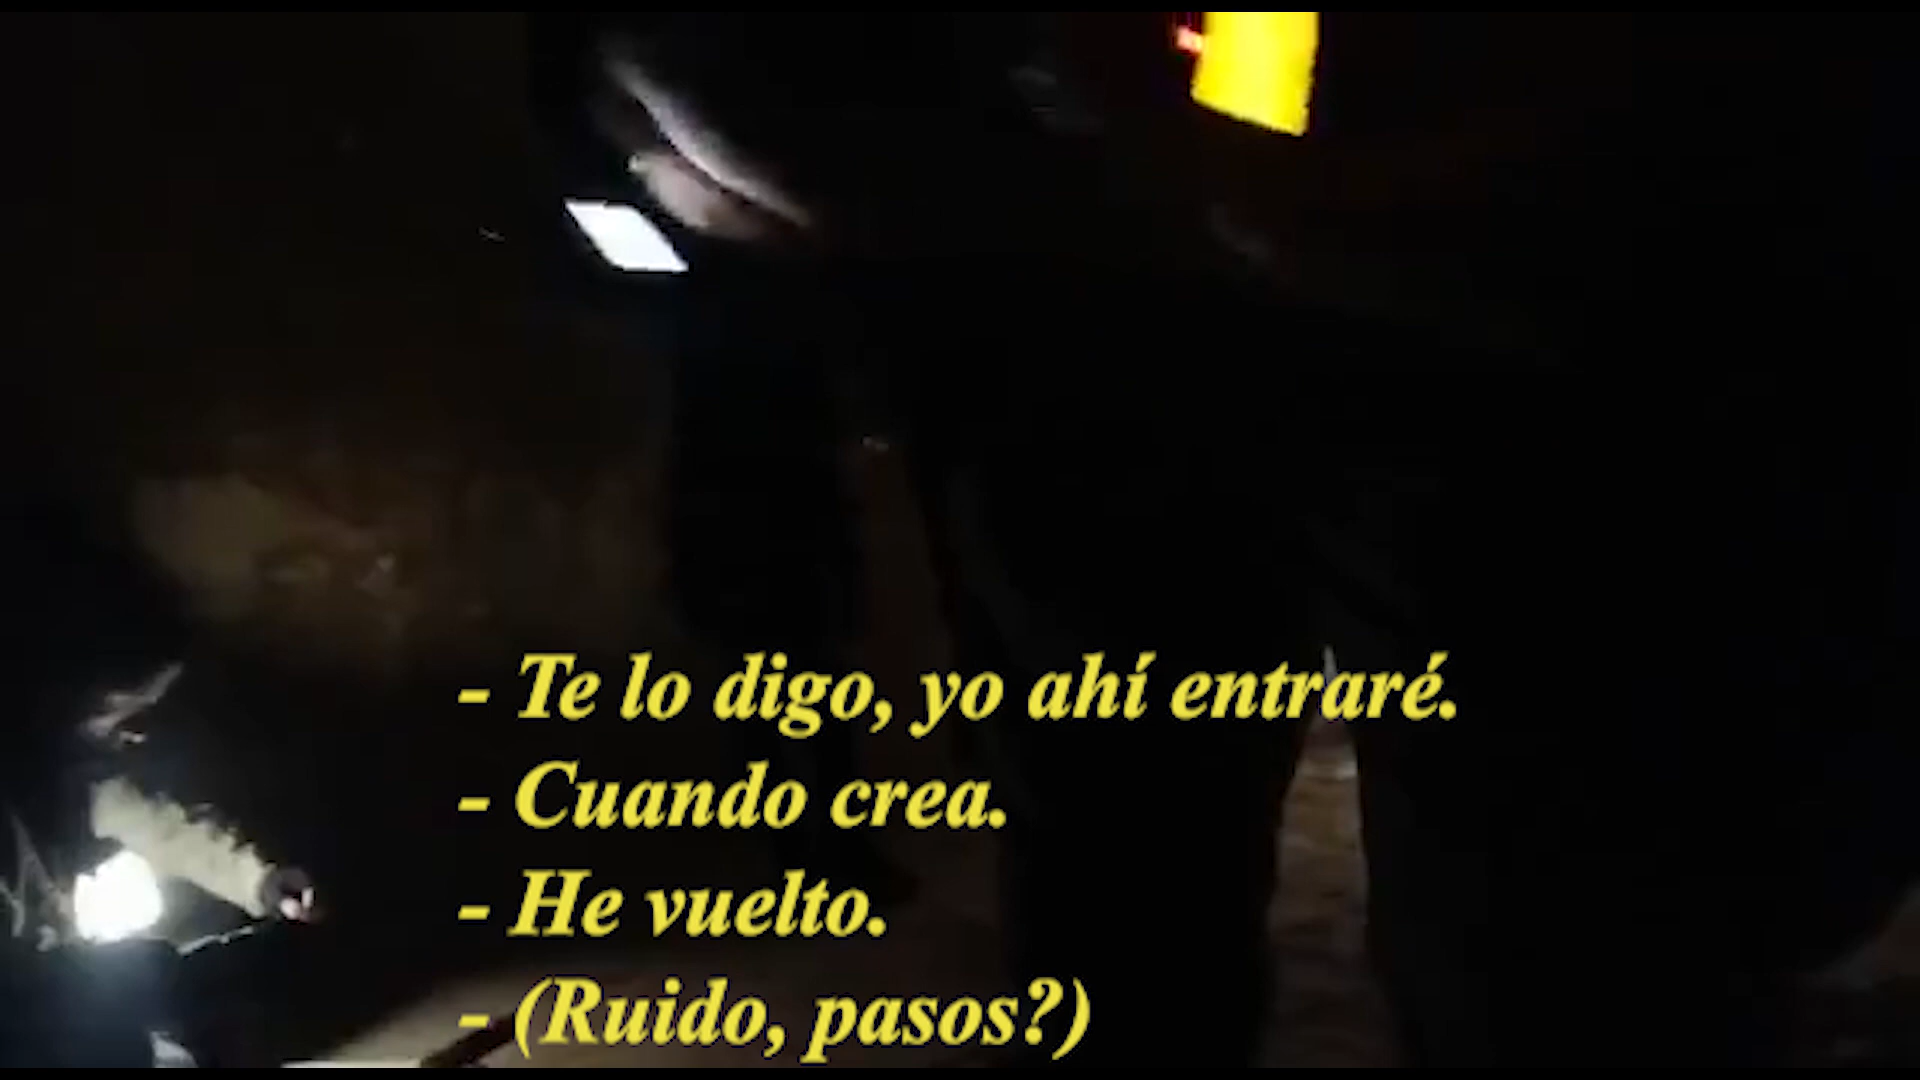 - Te lo digo, yo ahí entraré.
- Cuando crea.
- He vuelto.
- (Ruido, pasos?)